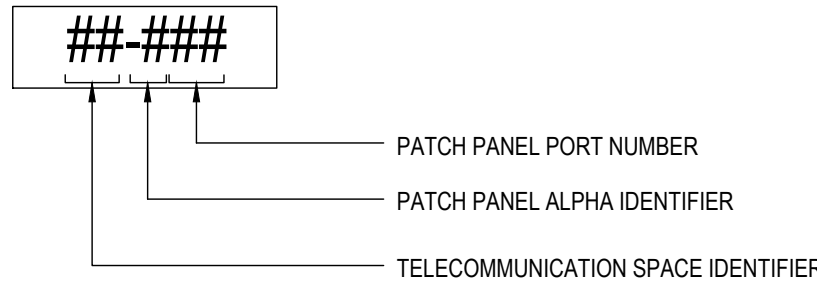 ##-###
PATCH PANEL PORT NUMBER
PATCH PANEL ALPHA IDENTIFIER
TELECOMMUNICATION SPACE IDENTIFIER